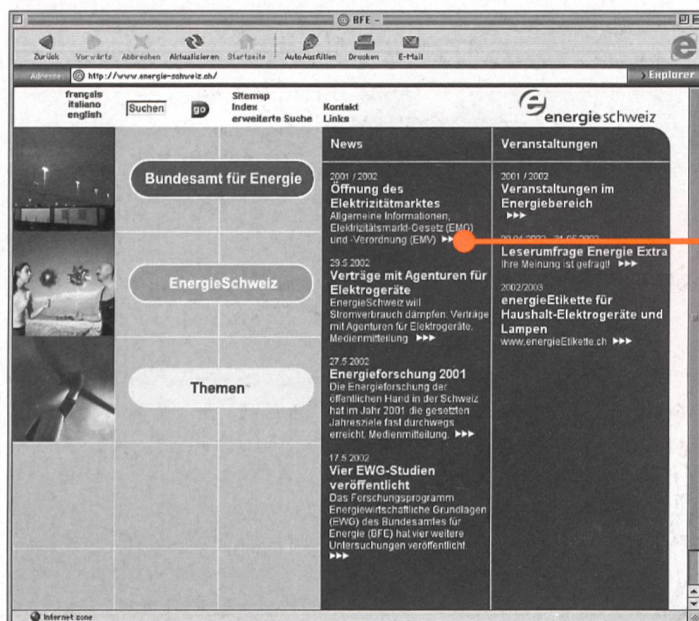 BFE –
Zurück Vorwärts Abbrechen Aktualisieren Startseite AutoAusfüllen Drucken E-Mail
Adresse http://www.energie-schweiz.ch/ Explorer
français
italiano
english
Suchen go
Sitemap
Index
erweiterte Suche
Kontakt
Links
energieschweiz
Bundesamt für Energie
EnergieSchweiz
Themen
News
2001 / 2002
Öffnung des
Elektrizitätmarktes
Allgemeine Informationen,
Elektrizitätsmarkt-Gesetz (EMG)
und -Verordnung (EMV)
29.5.2002
Verträge mit Agenturen für
Elektrogeräte
EnergieSchweiz will
Stromverbrauch dämpfen. Verträge
mit Agenturen für Elektrogeräte.
Medienmitteilung
27.5.2002
Energieforschung 2001
Die Energieforschung der
öffentlichen Hand in der Schweiz
hat im Jahr 2001 die gesetzten
Jahresziele fast durchwegs
erreicht. Medienmitteilung.
17.5.2002
Vier EWG-Studien
veröffentlicht
Das Forschungsprogramm
Energiewirtschaftliche Grundlagen
(EWG) des Bundesamtes für
Energie (BFE) hat vier weitere
Untersuchungen veröffentlicht.
Veranstaltungen
2001 / 2002
Veranstaltungen im
Energiebereich
Leserumfrage Energie Extra
Ihre Meinung ist gefragt!
2002/2003
energieEtikette für
Haushalt-Elektrogeräte und
Lampen
www.energieEtikette.ch
Internet zone